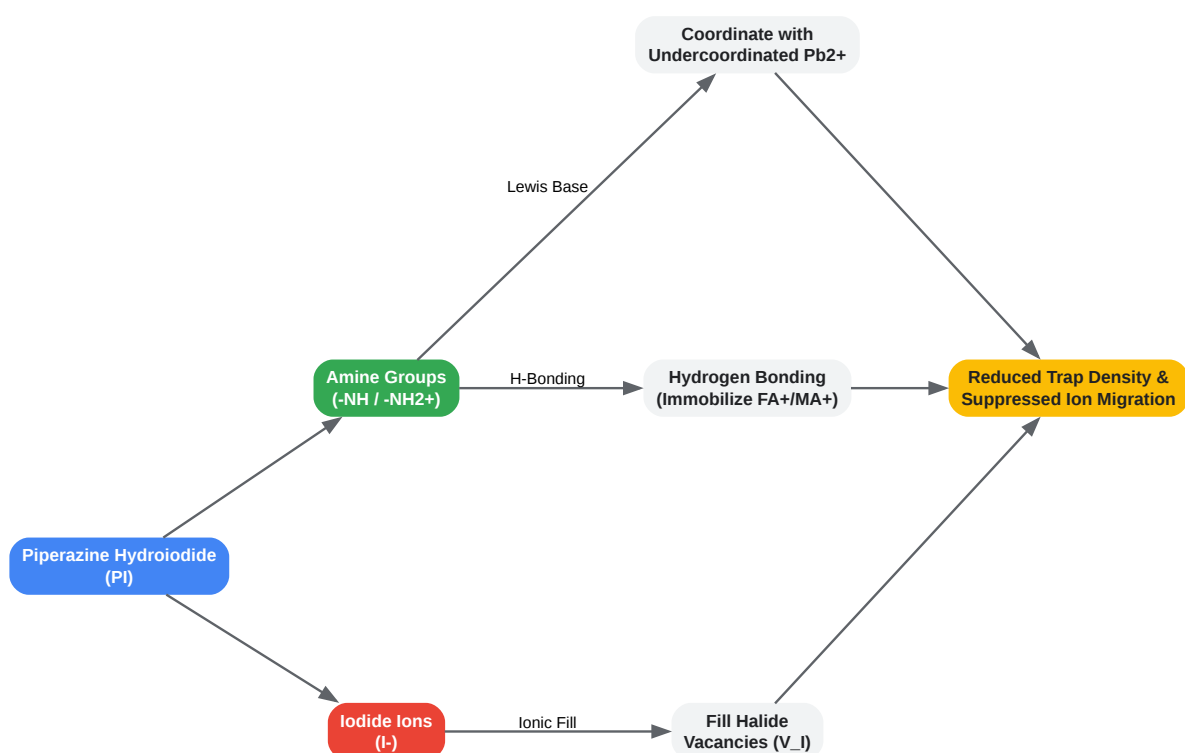 Coordinate with
Undercoordinated Pb2+
Lewis Base
Amine Groups
(-NH / -NH2+)
H-Bonding
Hydrogen Bonding
(Immobilize FA+/MA+)
Reduced Trap Density &
Suppressed Ion Migration
Piperazine Hydroiodide
(PI)
Iodide Ions
(I-)
Ionic Fill
Fill Halide
Vacancies (V_I)